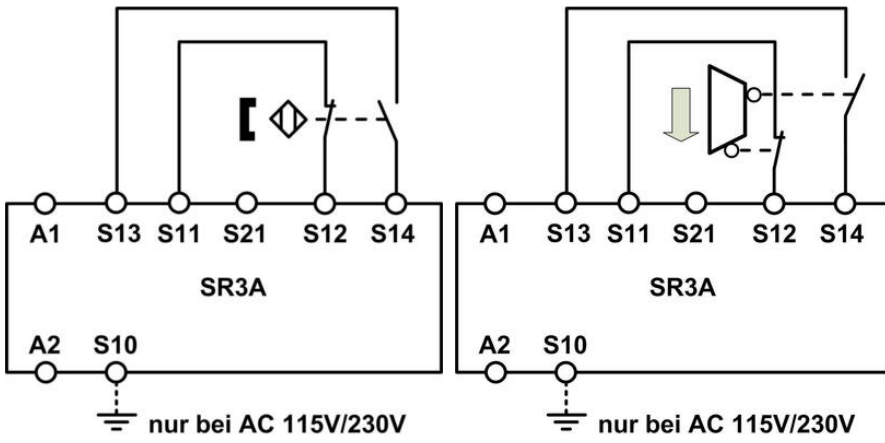 A1 S13 S11 S21 S12 S14
SR3A
A2 S10
nur bei AC 115V/230V
A1 S13 S11 S21 S12 S14
SR3A
A2 S10
nur bei AC 115V/230V